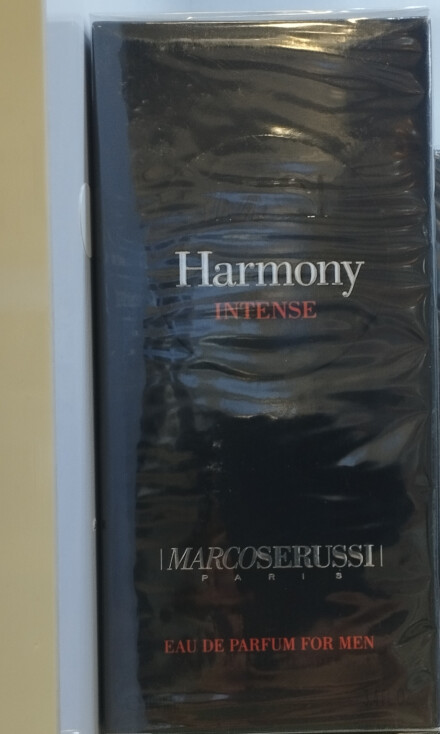 Harmony
INTENSE
|MARCOSERUSSI|
PARIS
EAU DE PARFUM FOR MEN